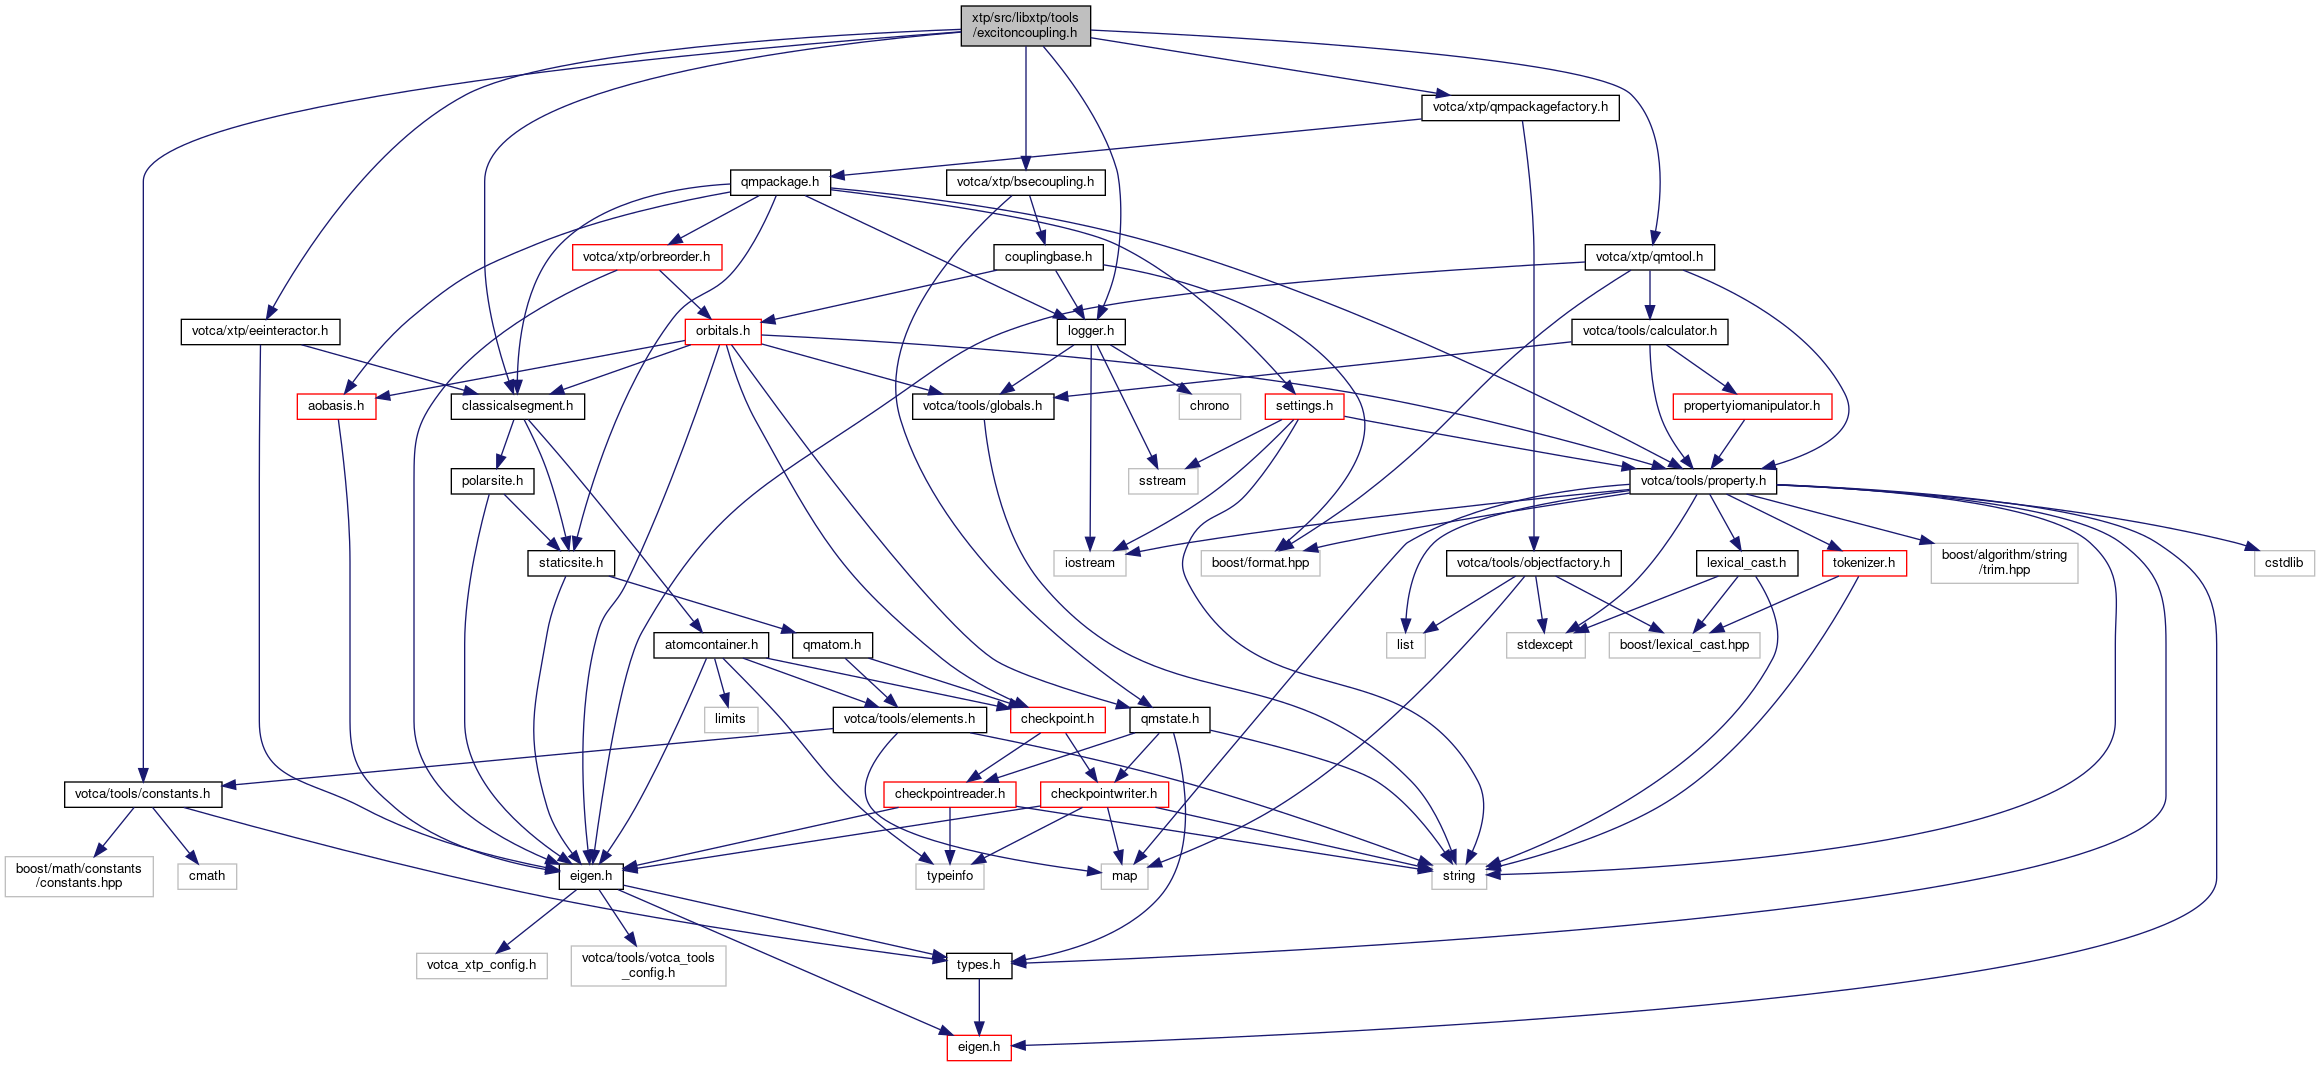 xtp/src/libxtp/tools
/excitoncoupling.h
votca/xtp/qmpackagefactory.h
qmpackage.h
votca/xtp/bsecoupling.h
votca/xtp/orbreorder.h
couplingbase.h
votca/xtp/qmtool.h
votca/xtp/eeinteractor.h
orbitals.h
logger.h
votca/tools/calculator.h
aobasis.h
classicalsegment.h
votca/tools/globals.h
chrono
settings.h
propertyiomanipulator.h
polarsite.h
sstream
votca/tools/property.h
staticsite.h
iostream
boost/format.hpp
votca/tools/objectfactory.h
lexical_cast.h
tokenizer.h
boost/algorithm/string
/trim.hpp
cstdlib
atomcontainer.h
qmatom.h
list
stdexcept
boost/lexical_cast.hpp
limits
votca/tools/elements.h
checkpoint.h
qmstate.h
votca/tools/constants.h
checkpointreader.h
checkpointwriter.h
boost/math/constants
/constants.hpp
cmath
eigen.h
typeinfo
map
string
votca_xtp_config.h
votca/tools/votca_tools
_config.h
types.h
eigen.h